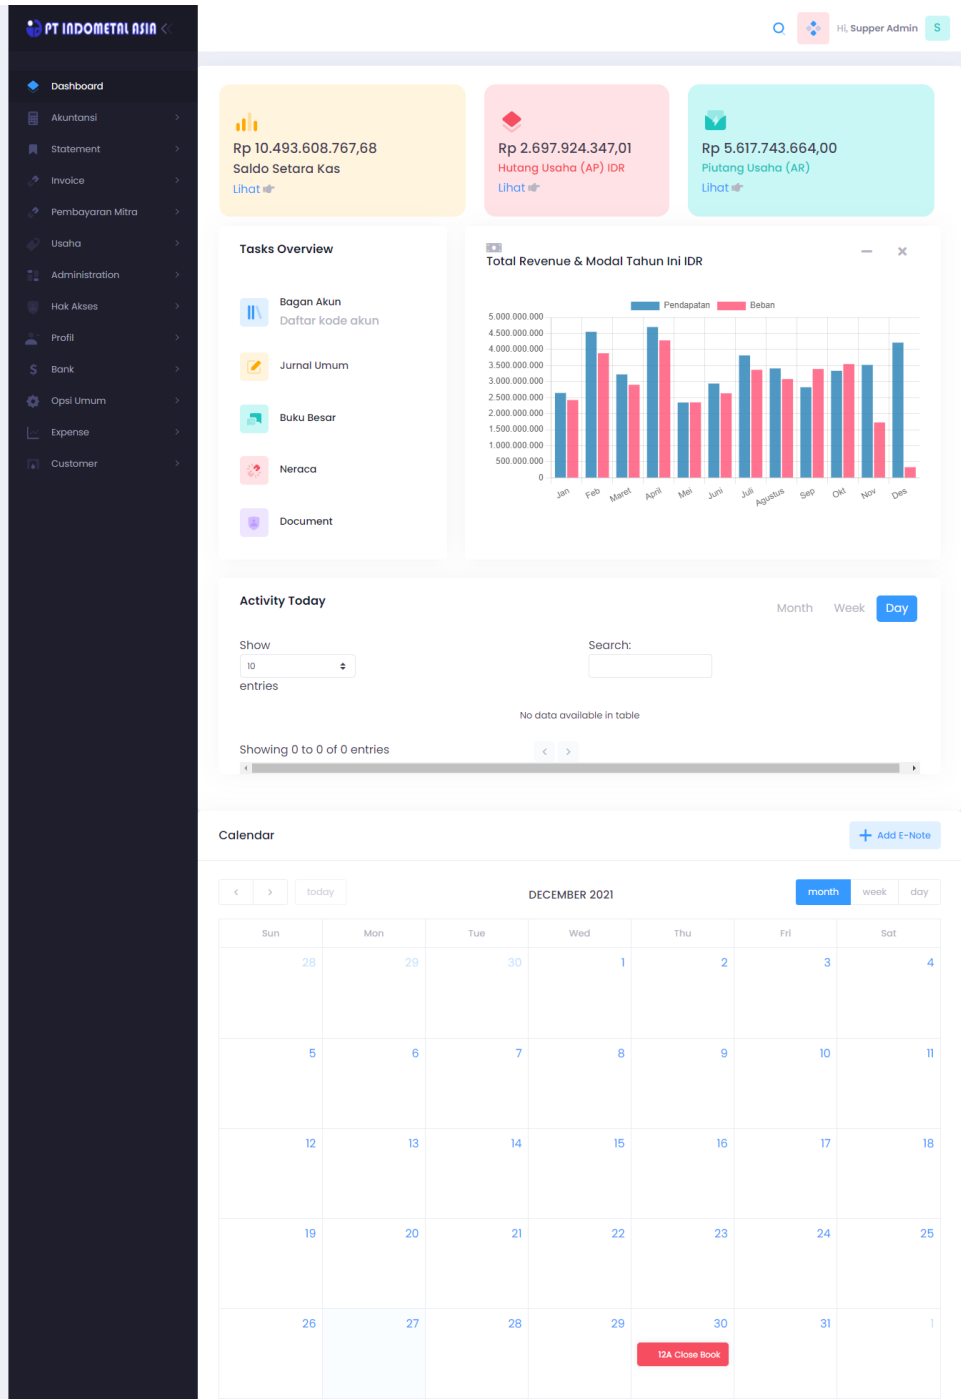 PT INDOMETAL ASIA
Hi, Supper Admin S
Dashboard
Akuntansi
Statement
Invoice
Pembayaran Mitra
Usaha
Administration
Hak Akses
Profil
Bank
Opsi Umum
Expense
Customer
Rp 10.493.608.767,68
Saldo Setara Kas
Lihat
Rp 2.697.924.347,01
Hutang Usaha (AP) IDR
Lihat
Rp 5.617.743.664,00
Piutang Usaha (AR)
Lihat
Tasks Overview
Bagan Akun
Daftar kode akun
Jurnal Umum
Buku Besar
Neraca
Document
Total Revenue & Modal Tahun Ini IDR
Pendapatan Beban
5.000.000.000
4.500.000.000
4.000.000.000
3.500.000.000
3.000.000.000
2.500.000.000
2.000.000.000
1.500.000.000
1.000.000.000
500.000.000
0
Jan Feb Maret April Mei Juni Juli Agustus Sep Okt Nov Des
Activity Today
Month Week Day
Show
10
entries
Search:
No data available in table
Showing 0 to 0 of 0 entries
Calendar
Add E-Note
today
DECEMBER 2021
month week day
Sun Mon Tue Wed Thu Fri Sat
28 29 30 1 2 3 4
5 6 7 8 9 10 11
12 13 14 15 16 17 18
19 20 21 22 23 24 25
26 27 28 29 30 31 1
12A Close Book